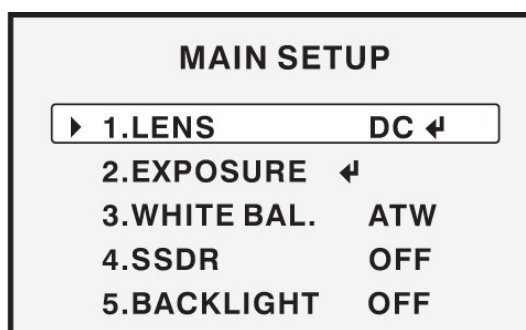 MAIN SETUP
▶ 1.LENS DC ↲
2.EXPOSURE ↲
3.WHITE BAL. ATW
4.SSDR OFF
5.BACKLIGHT OFF